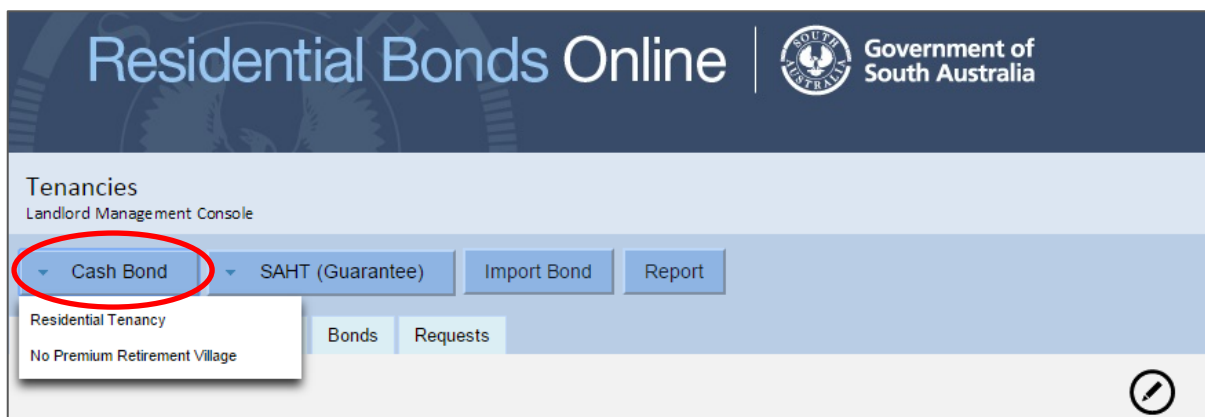 Residential Bonds Online
Government of
South Australia
SOUTH
AUSTRALIA
Tenancies
Landlord Management Console
Cash Bond
SAHT (Guarantee)
Import Bond
Report
Residential Tenancy
No Premium Retirement Village
Bonds
Requests